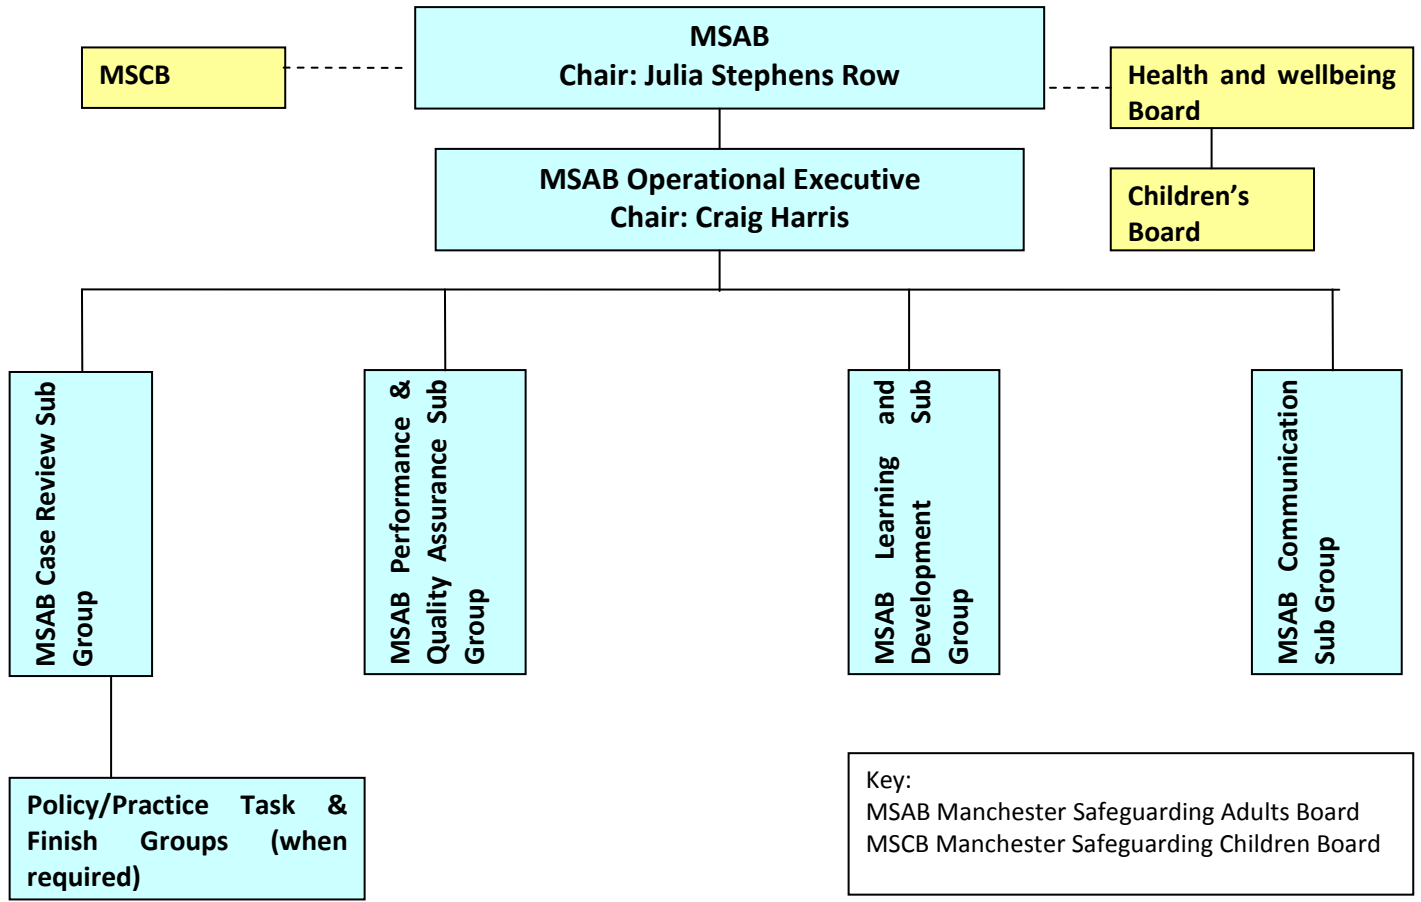 MSAB
Chair: Julia Stephens Row
MSCB
Health and wellbeing
Board
MSAB Operational Executive
Chair: Craig Harris
Children’s
Board
MSAB Case Review Sub
Group
MSAB Performance &
Quality Assurance Sub
Group
MSAB Learning and
Development Sub
Group
MSAB Communication
Sub Group
Policy/Practice Task &
Finish Groups (when
required)
Key:
MSAB Manchester Safeguarding Adults Board
MSCB Manchester Safeguarding Children Board